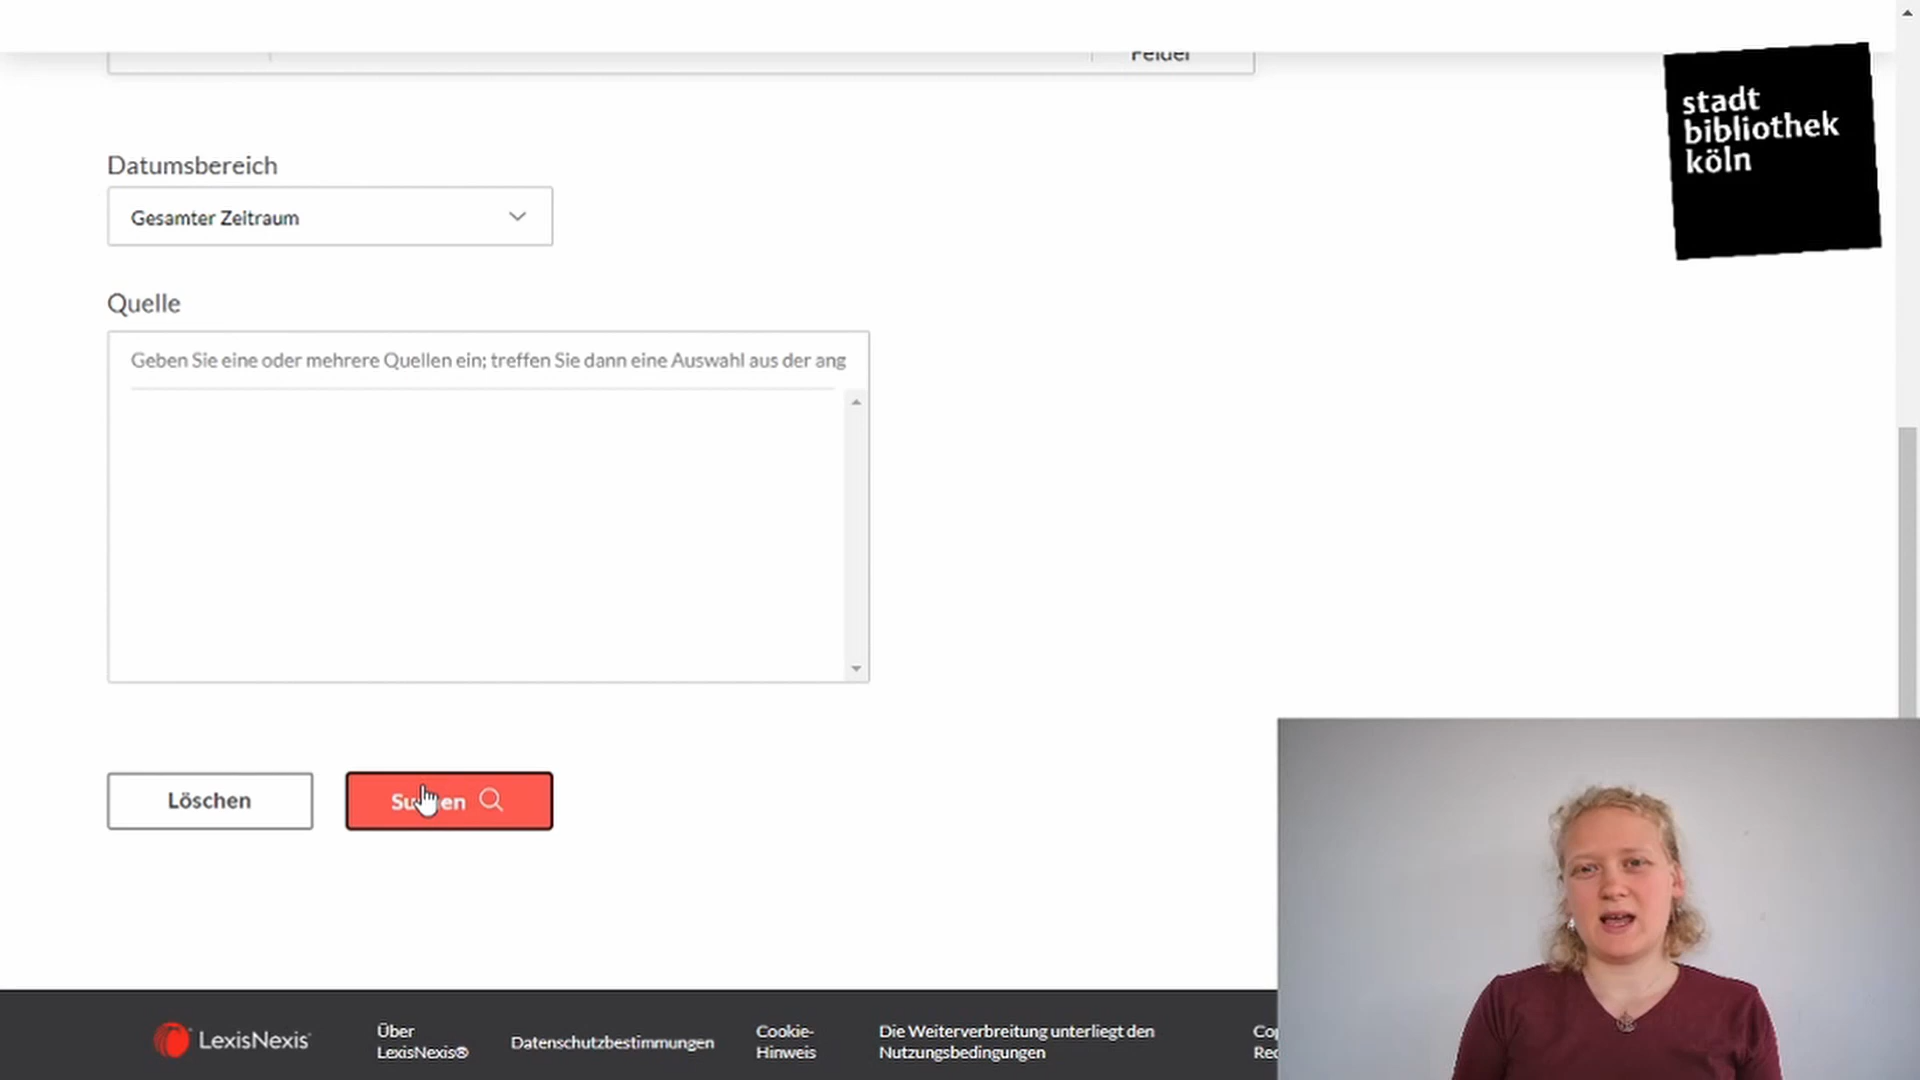 Felder
stadt
bibliothek
köln
Datumsbereich
Gesamter Zeitraum
Quelle
Geben Sie eine oder mehrere Quellen ein; treffen Sie dann eine Auswahl aus der ang
Löschen
LexisNexis
Über
LexisNexis®
Datenschutzbestimmungen
Cookie-
Hinweis
Die Weiterverbreitung unterliegt den
Nutzungsbedingungen